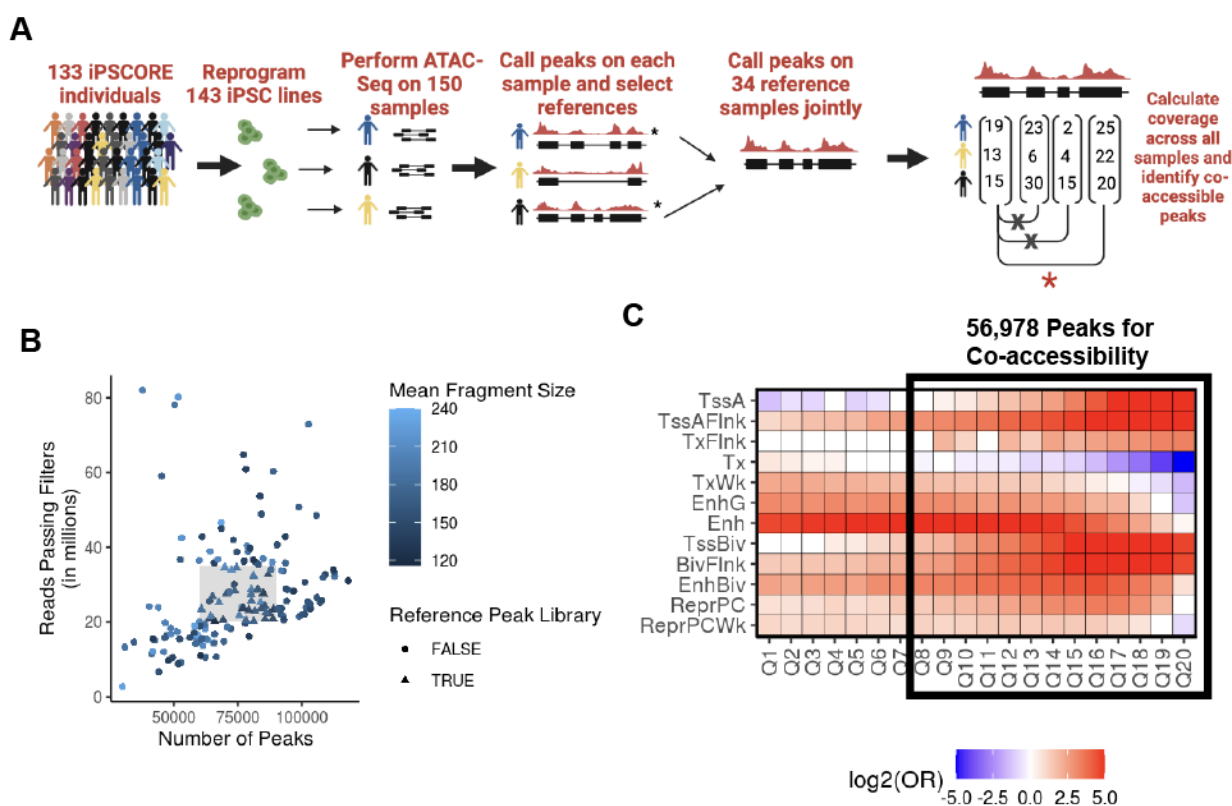 A
133 iPSCORE
individuals
Reprogram
143 iPSC lines
Perform ATAC-
Seq on 150
samples
Call peaks on each
sample and select
references
Call peaks on
34 reference
samples jointly
Calculate
coverage
across all
samples and
identify co-
accessible
peaks
*
*
19 23 2 25
13 6 4 22
15 30 15 20
X
X
*
B
Reads Passing Filters
(in millions)
80
60
40
20
0
50000 75000 100000
Number of Peaks
Mean Fragment Size
240
210
180
150
120
Reference Peak Library
FALSE
TRUE
C
56,978 Peaks for
Co-accessibility
TssA
TssAFlnk
TxFlnk
Tx
TxWk
EnhG
Enh
TssBiv
BivFlnk
EnhBiv
ReprPC
ReprPCWk
Q1 Q2 Q3 Q4 Q5 Q6 Q7 Q8 Q9 Q10 Q11 Q12 Q13 Q14 Q15 Q16 Q17 Q18 Q19 Q20
log2(OR)
-5.0 -2.5 0.0 2.5 5.0